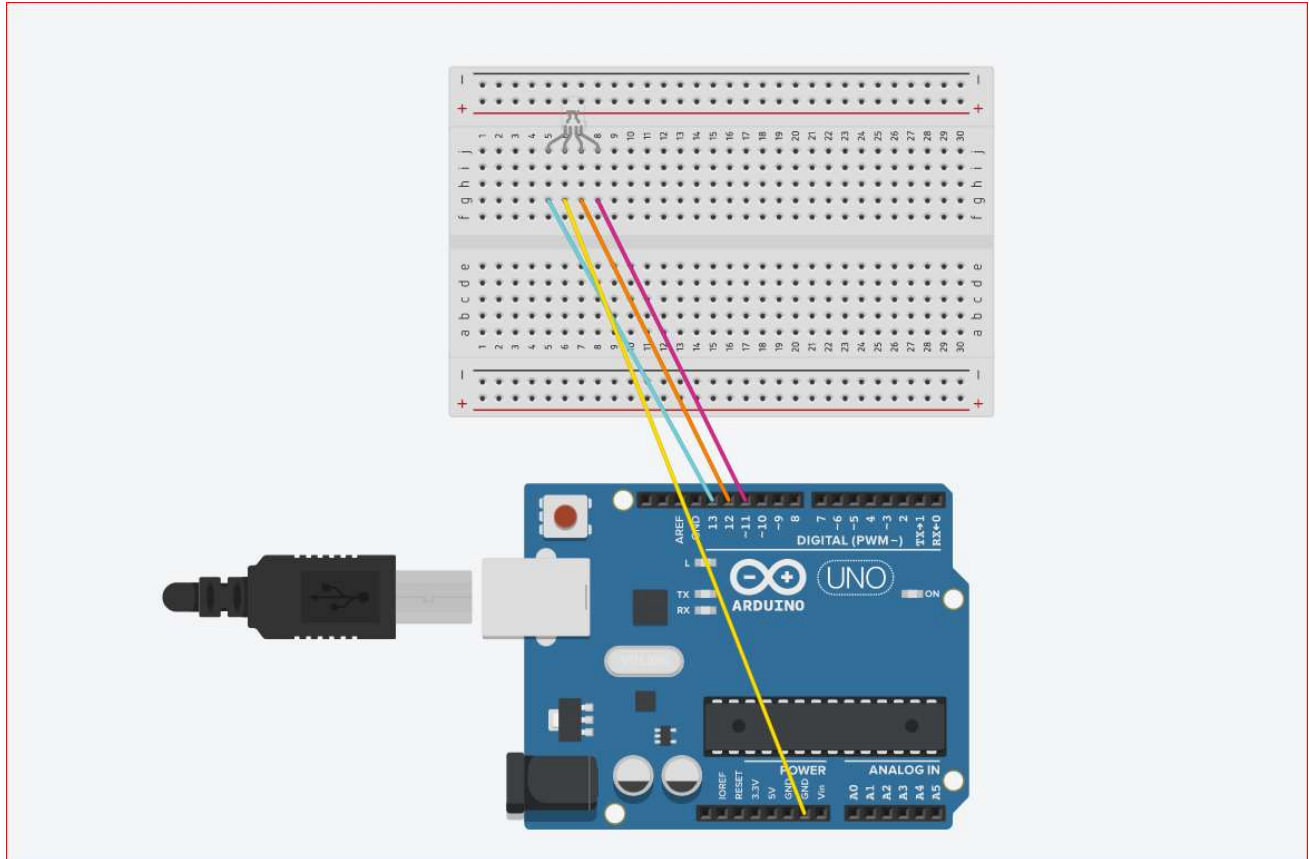 - -
+ +
1 2 3 4 5 6 7 8 9 10 11 12 13 14 15 16 17 18 19 20 21 22 23 24 25 26 27 28 29 30
j j
i i
h h
g g
f f
e e
d d
c c
b b
a a
1 2 3 4 5 6 7 8 9 10 11 12 13 14 15 16 17 18 19 20 21 22 23 24 25 26 27 28 29 30
- -
+ +
AREF GND 13 12 ~11 ~10 ~9 8 7 ~6 ~5 4 ~3 2 TX→1 RX←0
DIGITAL (PWM~)
L
TX
RX
ARDUINO
UNO
ON
POWER
ANALOG IN
IOREF RESET 3.3V 5V GND GND Vin A0 A1 A2 A3 A4 A5